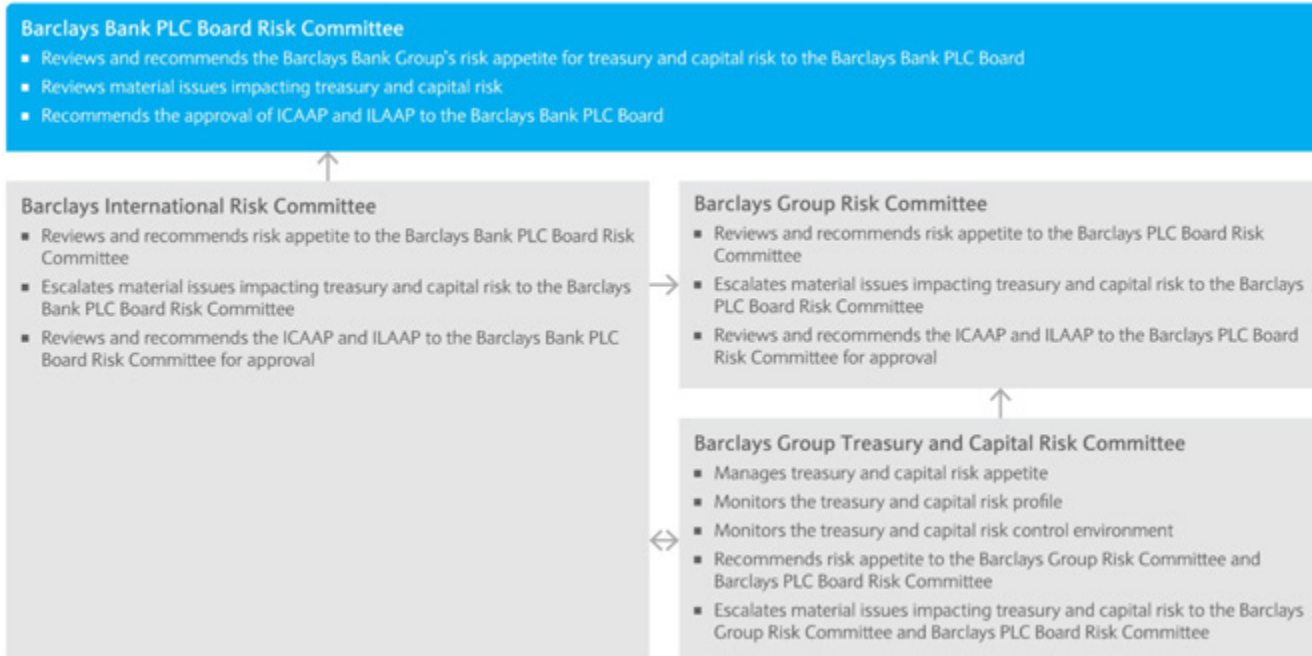 Barclays Bank PLC Board Risk Committee
▪ Reviews and recommends the Barclays Bank Group's risk appetite for treasury and capital risk to the Barclays Bank PLC Board
▪ Reviews material issues impacting treasury and capital risk
▪ Recommends the approval of ICAAP and ILAAP to the Barclays Bank PLC Board
Barclays International Risk Committee
▪ Reviews and recommends risk appetite to the Barclays Bank PLC Board Risk
Committee
▪ Escalates material issues impacting treasury and capital risk to the Barclays
Bank PLC Board Risk Committee
▪ Reviews and recommends the ICAAP and ILAAP to the Barclays Bank PLC
Board Risk Committee for approval
Barclays Group Risk Committee
▪ Reviews and recommends risk appetite to the Barclays PLC Board Risk
Committee
▪ Escalates material issues impacting treasury and capital risk to the Barclays
PLC Board Risk Committee
▪ Reviews and recommends the ICAAP and ILAAP to the Barclays PLC Board
Risk Committee for approval
Barclays Group Treasury and Capital Risk Committee
▪ Manages treasury and capital risk appetite
▪ Monitors the treasury and capital risk profile
▪ Monitors the treasury and capital risk control environment
▪ Recommends risk appetite to the Barclays Group Risk Committee and
Barclays PLC Board Risk Committee
▪ Escalates material issues impacting treasury and capital risk to the Barclays
Group Risk Committee and Barclays PLC Board Risk Committee